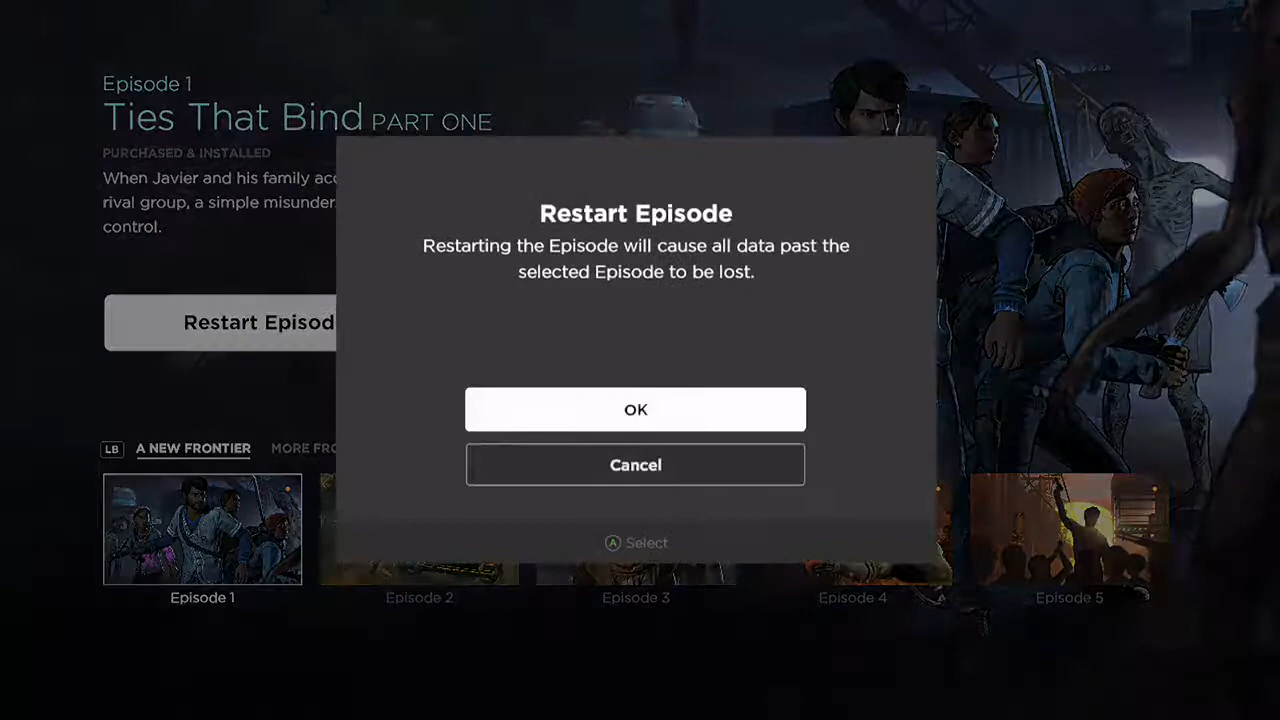 Episode 1
Ties That Bind PART ONE
PURCHASED & INSTALLED
When Javier and his family acc
rival group, a simple misunder
control.
Restart Episod
Restart Episode
Restarting the Episode will cause all data past the
selected Episode to be lost.
OK
Cancel
A Select
LB A NEW FRONTIER MORE FRO
Episode 1 Episode 2 Episode 3 Episode 4 Episode 5